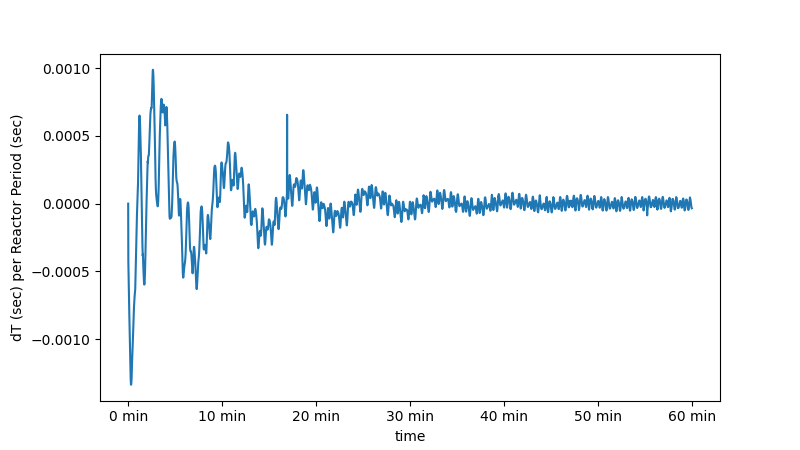 0.0010
0.0005
0.0000
−0.0005
−0.0010
dT (sec) per Reactor Period (sec)
0 min 10 min 20 min 30 min 40 min 50 min 60 min
time